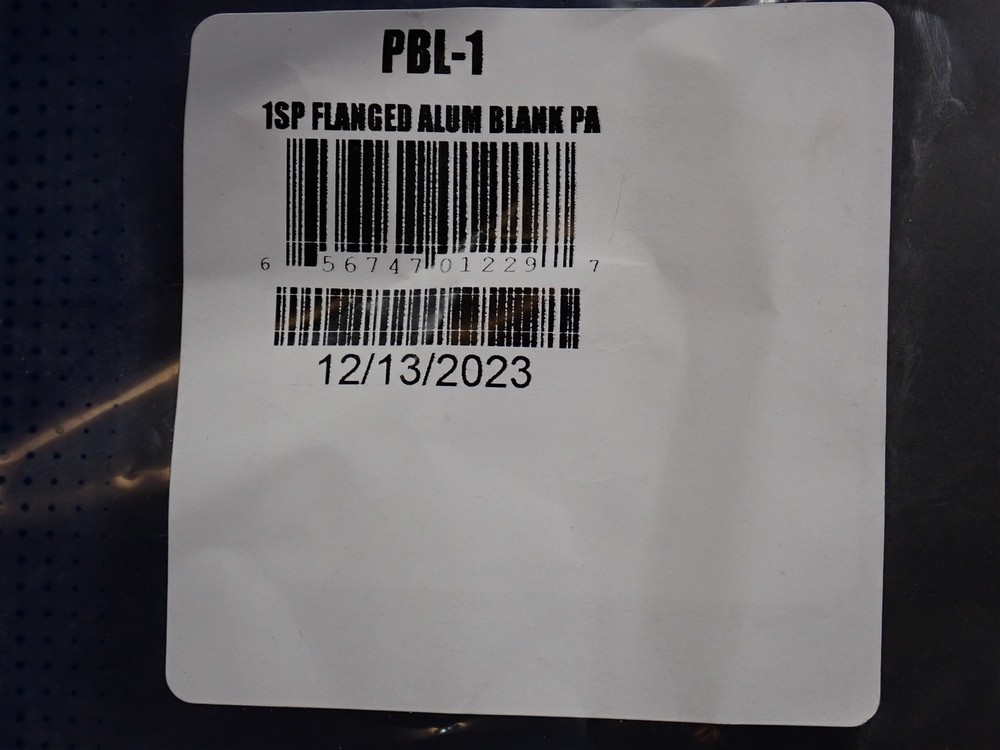 PBL-1
1SP FLANGED ALUM BLANK PA
6 56747 01229 7
12/13/2023